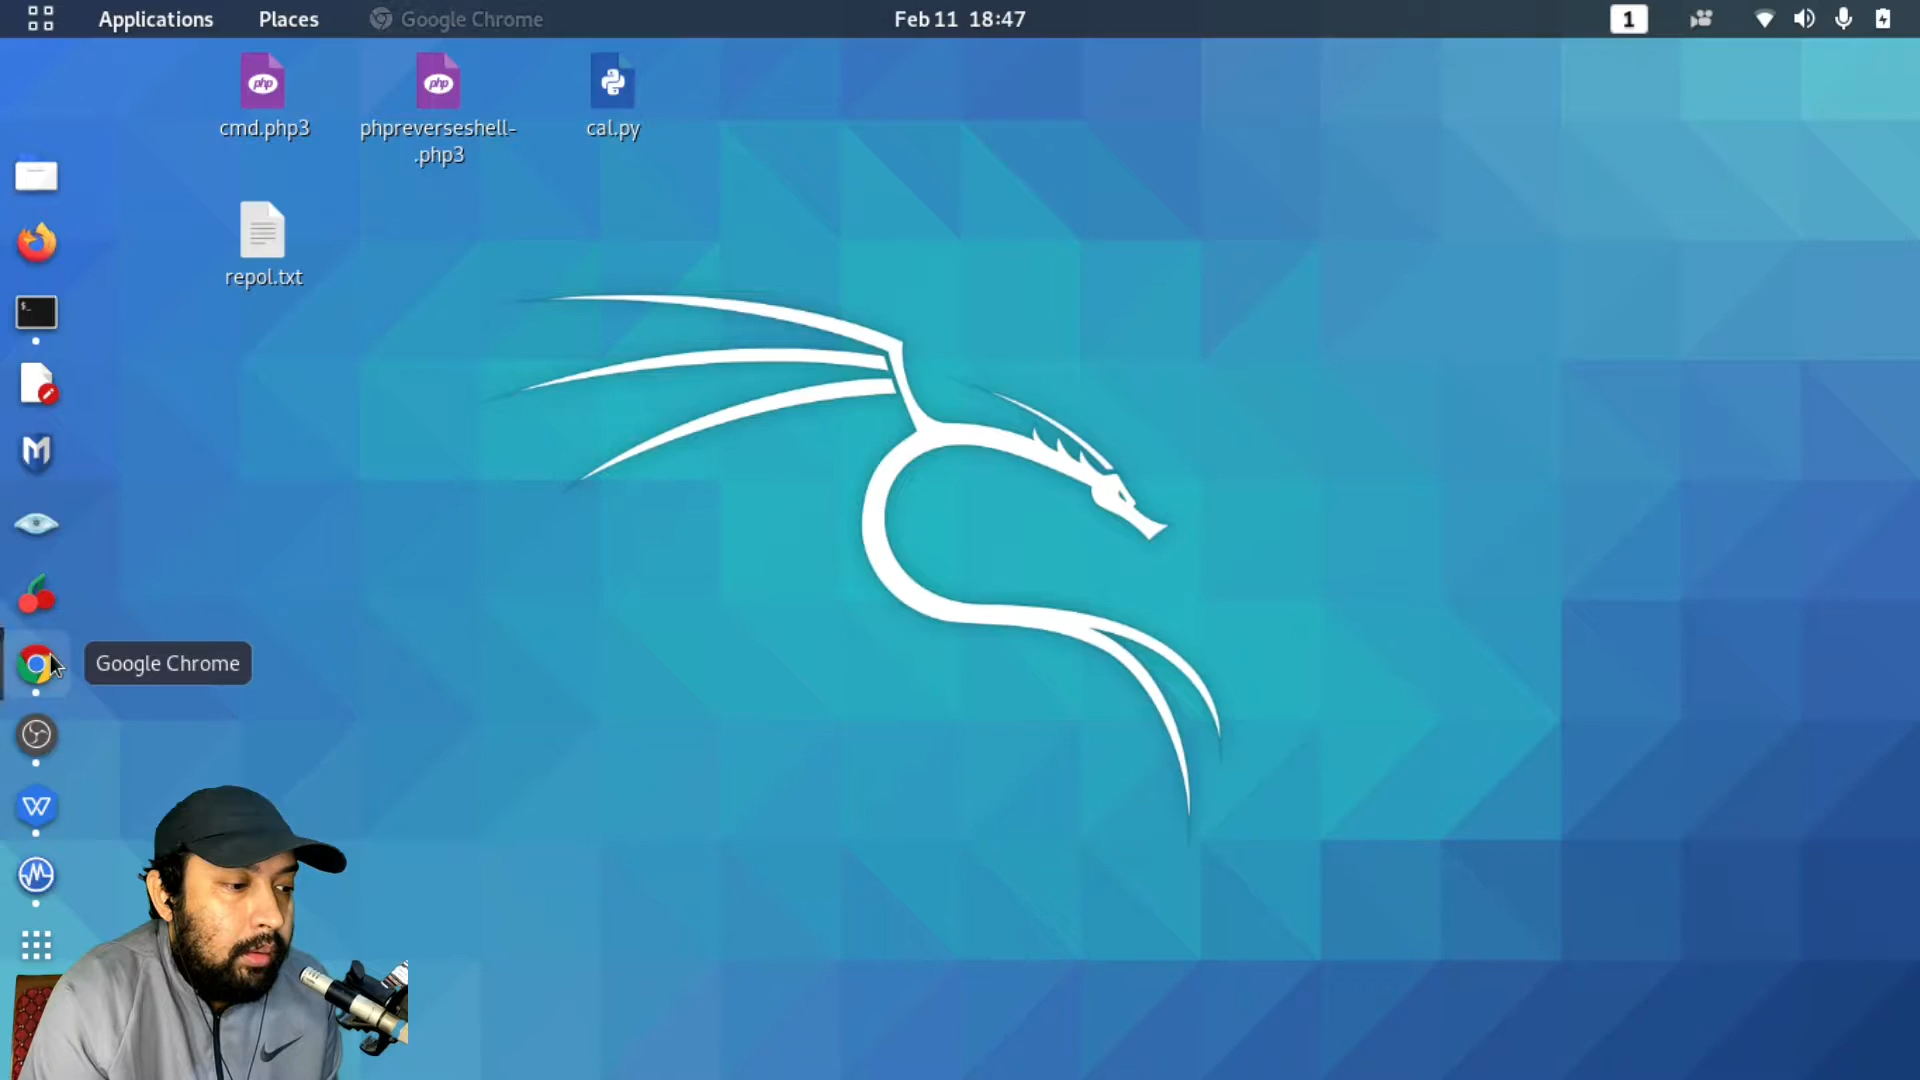 Applications Places Google Chrome Feb 11 18:47 1
cmd.php3
phpreverseshell-
.php3
cal.py
repol.txt
Google Chrome